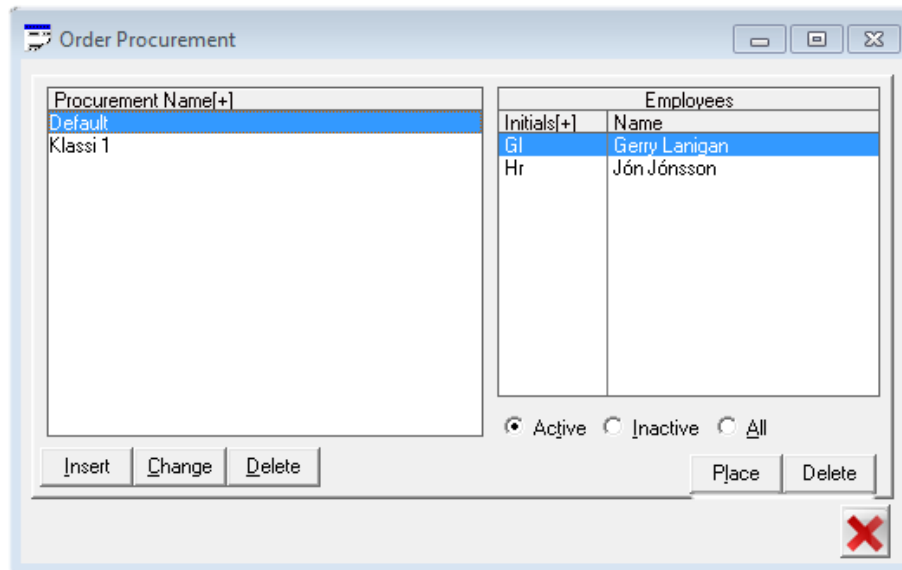 Order Procurement
Procurement Name[+]
Default
Klassi 1
Employees
Initials[+] Name
Gl Gerry Lanigan
Hr Jón Jónsson
Active Inactive All
Insert Change Delete
Place Delete